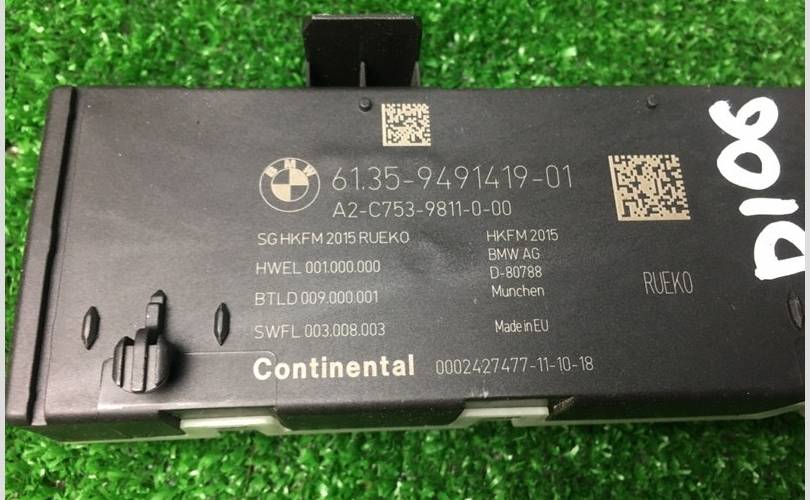 BMW
61.35-9491419-01
A2-C753-9811-0-00
SG HKFM 2015 RUEKO
HWEL 001.000.000
BTLD 009.000.001
SWFL 003.008.003
HKFM 2015
BMW AG
D-80788
Munchen
Made in EU
RUEKO
Continental 0002427477-11-10-18
D106